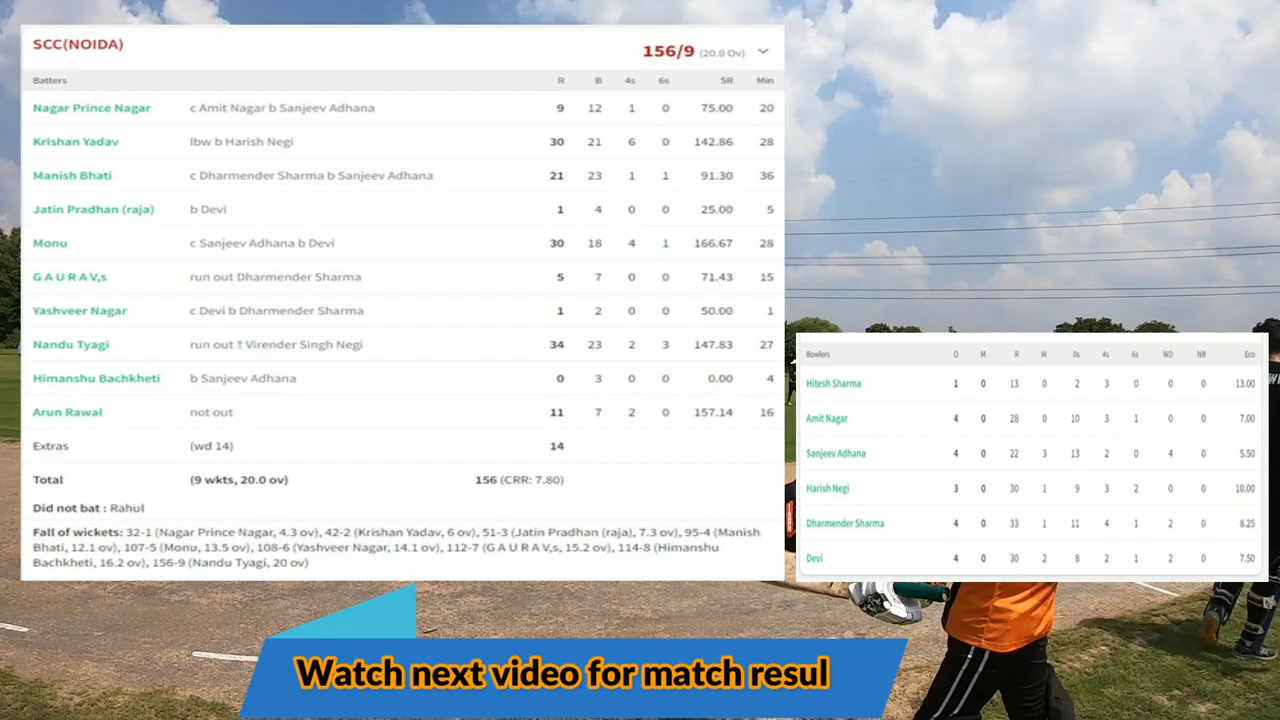 SCC(NOIDA) 156/9 (20.0 Ov)
Batters R B 4s 6s SR Min
Nagar Prince Nagar c Amit Nagar b Sanjeev Adhana 9 12 1 0 75.00 20
Krishan Yadav lbw b Harish Negi 30 21 6 0 142.86 28
Manish Bhati c Dharmender Sharma b Sanjeev Adhana 21 23 1 1 91.30 36
Jatin Pradhan (raja) b Devi 1 4 0 0 25.00 5
Monu c Sanjeev Adhana b Devi 30 18 4 1 166.67 28
G A U R A V,s run out Dharmender Sharma 5 7 0 0 71.43 15
Yashveer Nagar c Devi b Dharmender Sharma 1 2 0 0 50.00 1
Nandu Tyagi run out † Virender Singh Negi 34 23 2 3 147.83 27
Himanshu Bachkheti b Sanjeev Adhana 0 3 0 0 0.00 4
Arun Rawal not out 11 7 2 0 157.14 16
Extras (wd 14) 14
Total (9 wkts, 20.0 ov) 156 (CRR: 7.80)
Did not bat : Rahul
Fall of wickets: 32-1 (Nagar Prince Nagar, 4.3 ov), 42-2 (Krishan Yadav, 6 ov), 51-3 (Jatin Pradhan (raja), 7.3 ov), 95-4 (Manish
Bhati, 12.1 ov), 107-5 (Monu, 13.5 ov), 108-6 (Yashveer Nagar, 14.1 ov), 112-7 (G A U R A V,s, 15.2 ov), 114-8 (Himanshu
Bachkheti, 16.2 ov), 156-9 (Nandu Tyagi, 20 ov)
Bowlers O M R W 0s 4s 6s WD NB Eco
Hitesh Sharma 1 0 13 0 2 3 0 0 0 13.00
Amit Nagar 4 0 28 0 10 3 1 0 0 7.00
Sanjeev Adhana 4 0 22 3 13 2 0 4 0 5.50
Harish Negi 3 0 30 1 9 3 2 0 0 10.00
Dharmender Sharma 4 0 33 1 11 4 1 2 0 8.25
Devi 4 0 30 2 8 2 1 2 0 7.50
Watch next video for match resul